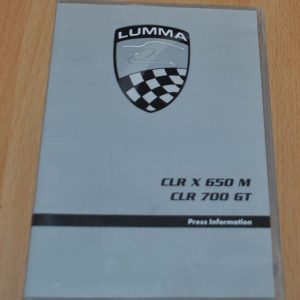 LUMMA
CLR X 650 M
CLR 700 GT
Press Information